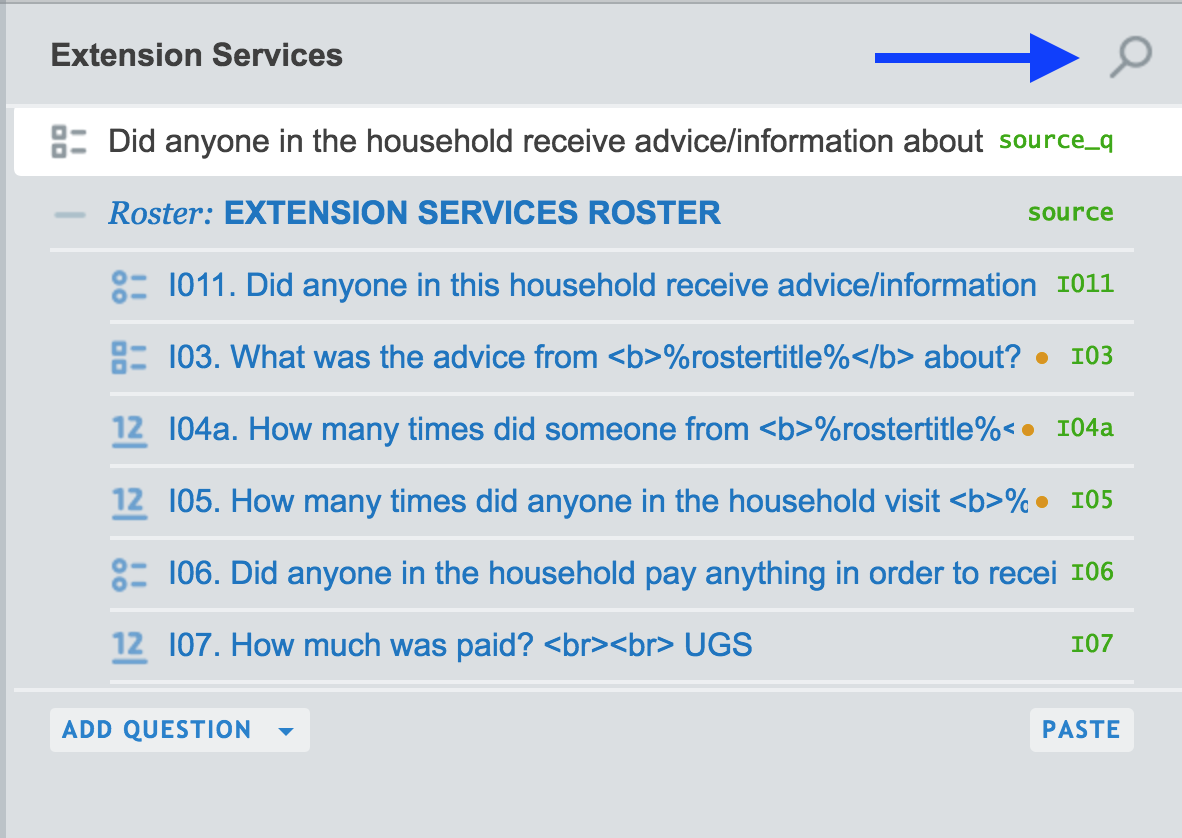 Extension Services
Did anyone in the household receive advice/information about source_q
Roster: EXTENSION SERVICES ROSTER source
I011. Did anyone in this household receive advice/information I011
I03. What was the advice from <b>%rostertitle%</b> about? I03
12 I04a. How many times did someone from <b>%rostertitle%< I04a
12 I05. How many times did anyone in the household visit <b>% I05
I06. Did anyone in the household pay anything in order to recei I06
12 I07. How much was paid? <br><br> UGS I07
ADD QUESTION PASTE